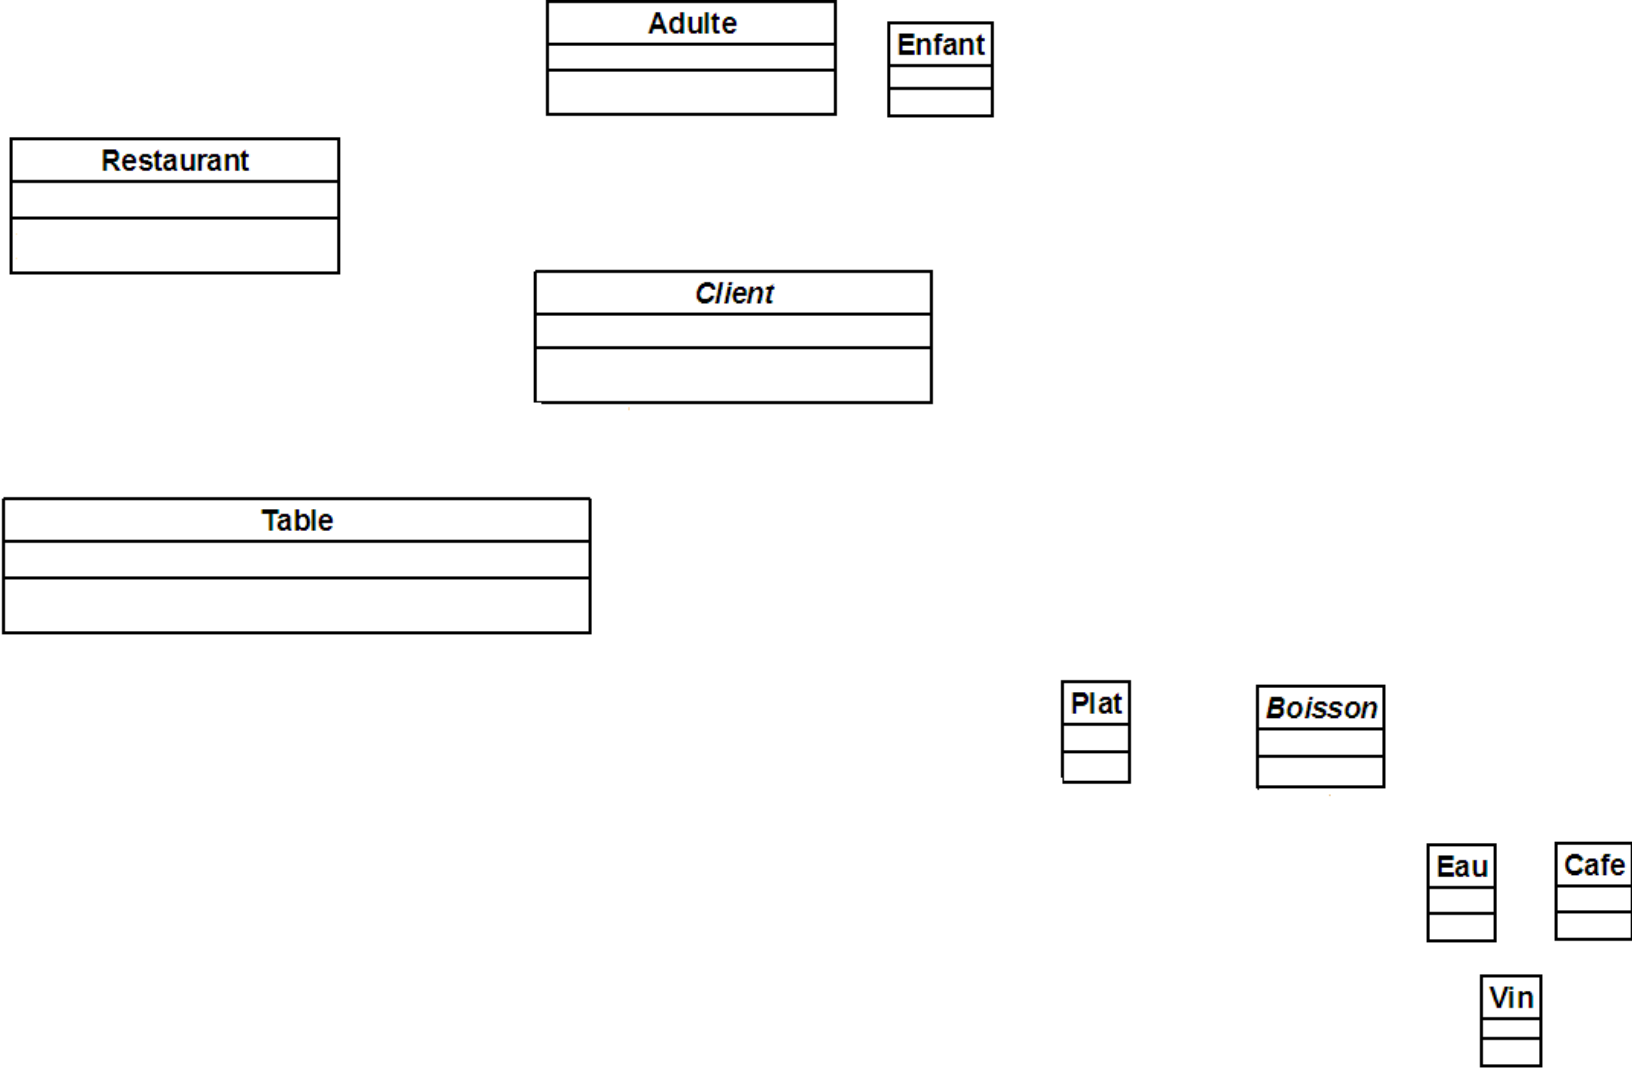 Adulte
Enfant
Restaurant
Client
Table
Plat
Boisson
Eau
Cafe
Vin